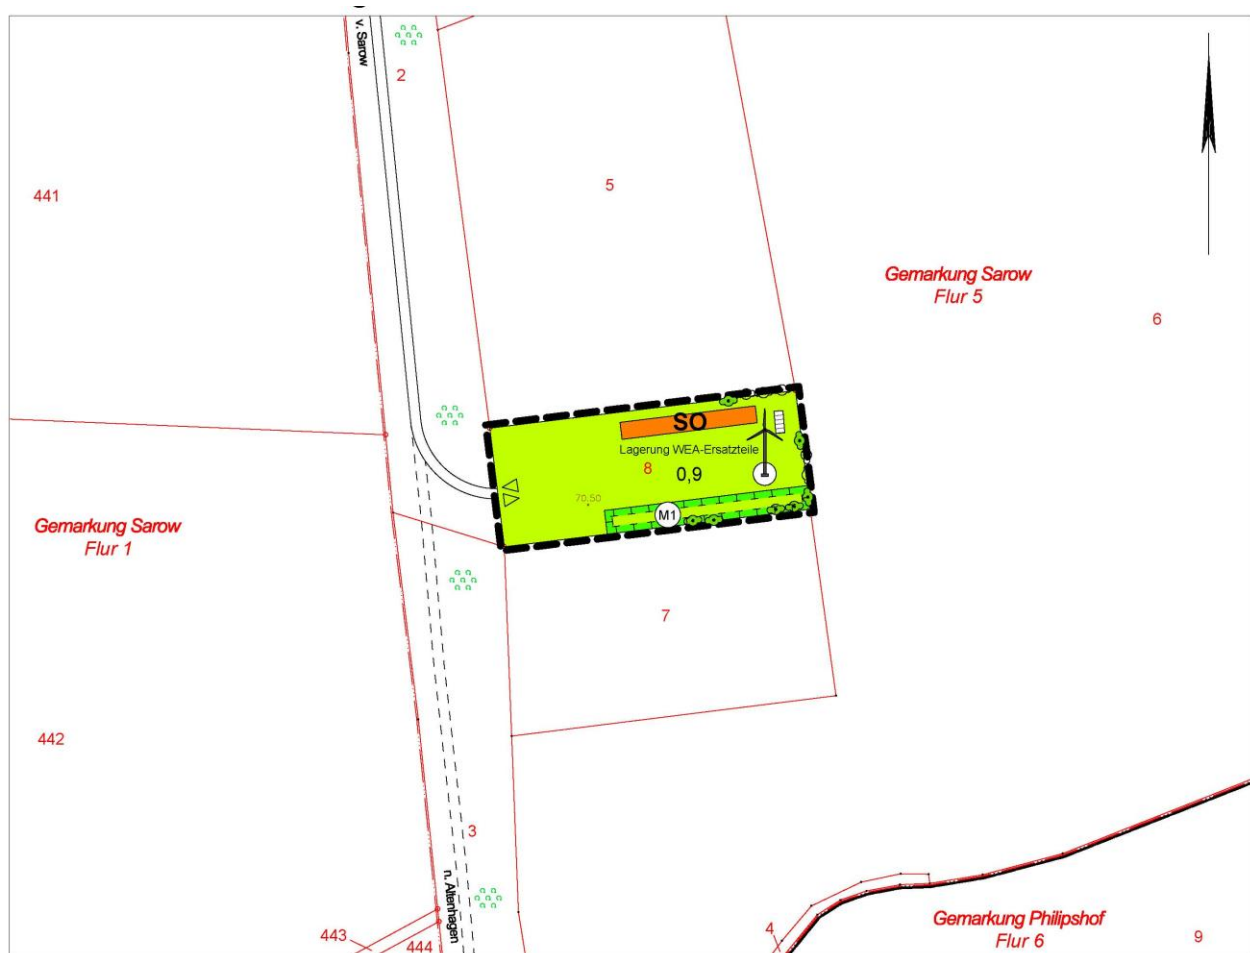 v. Sarow
2
5
441
Gemarkung Sarow
Flur 5
6
SO
Lagerung WEA-Ersatzteile
8
0,9
70.50
M1
Gemarkung Sarow
Flur 1
7
442
3
n. Altenhagen
443
444
4
Gemarkung Philipshof
Flur 6
9